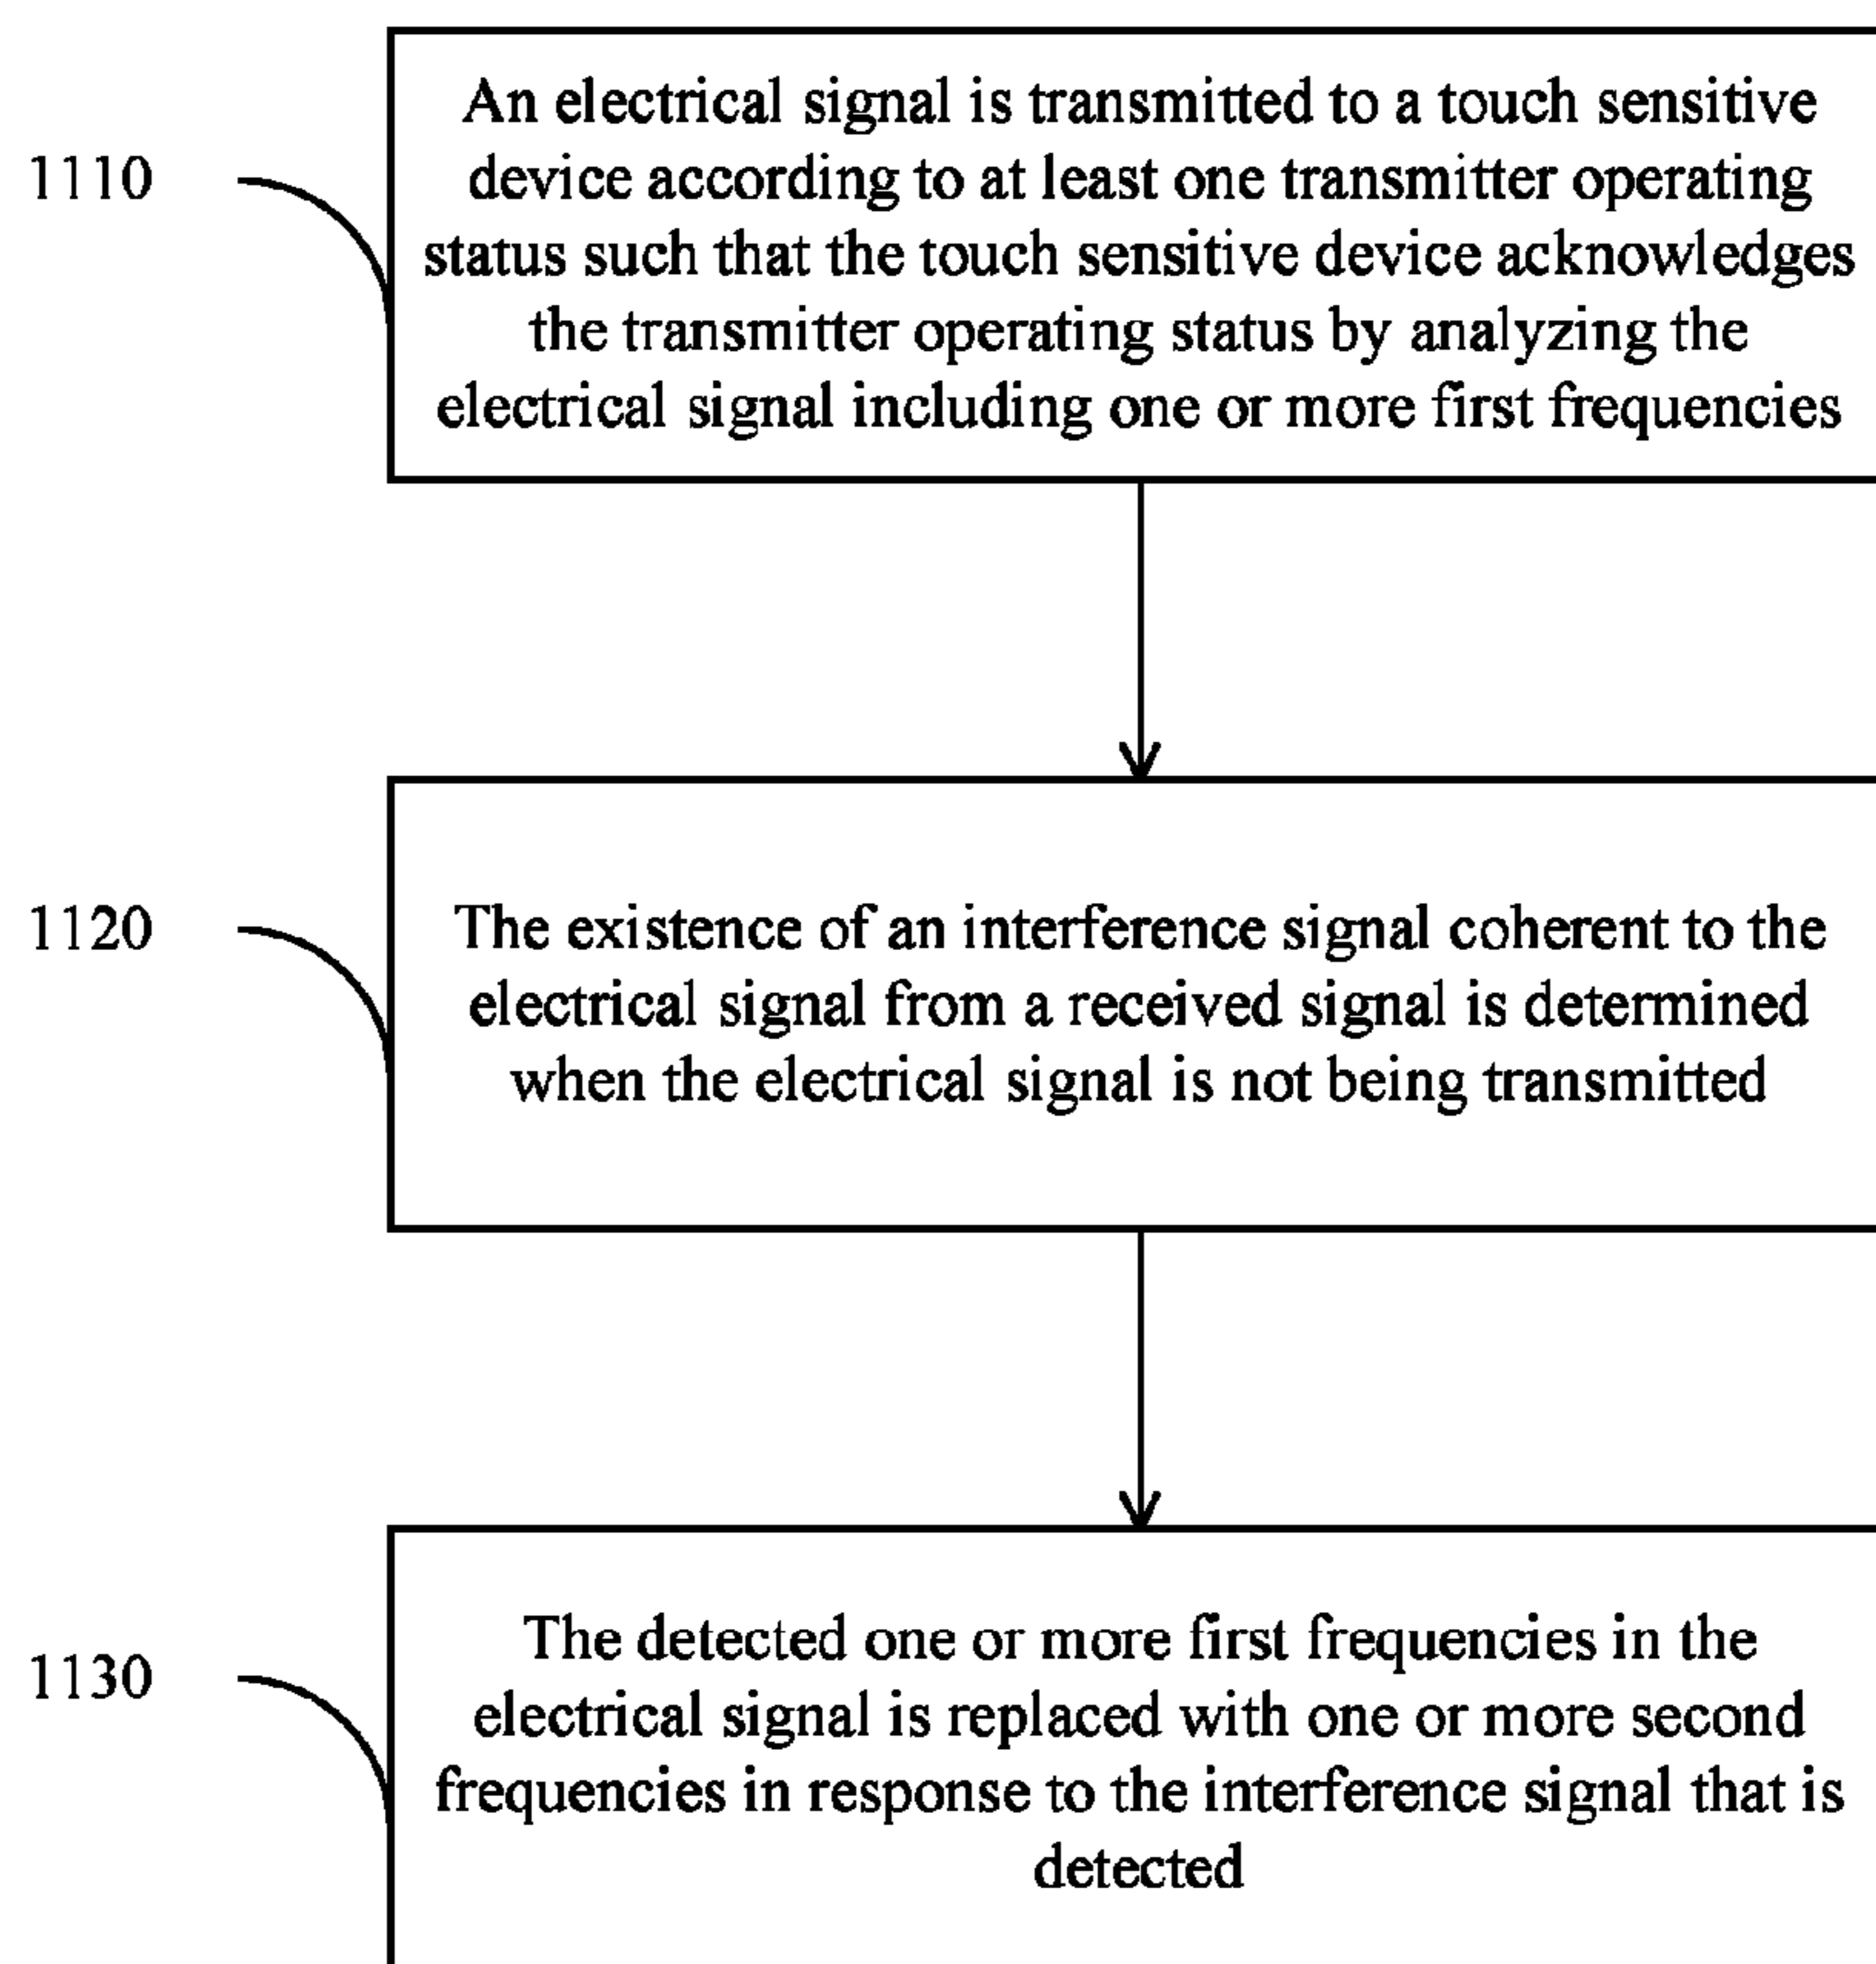 1110
An electrical signal is transmitted to a touch sensitive
device according to at least one transmitter operating
status such that the touch sensitive device acknowledges
the transmitter operating status by analyzing the
electrical signal including one or more first frequencies
1120
The existence of an interference signal coherent to the
electrical signal from a received signal is determined
when the electrical signal is not being transmitted
1130
The detected one or more first frequencies in the
electrical signal is replaced with one or more second
frequencies in response to the interference signal that is
detected